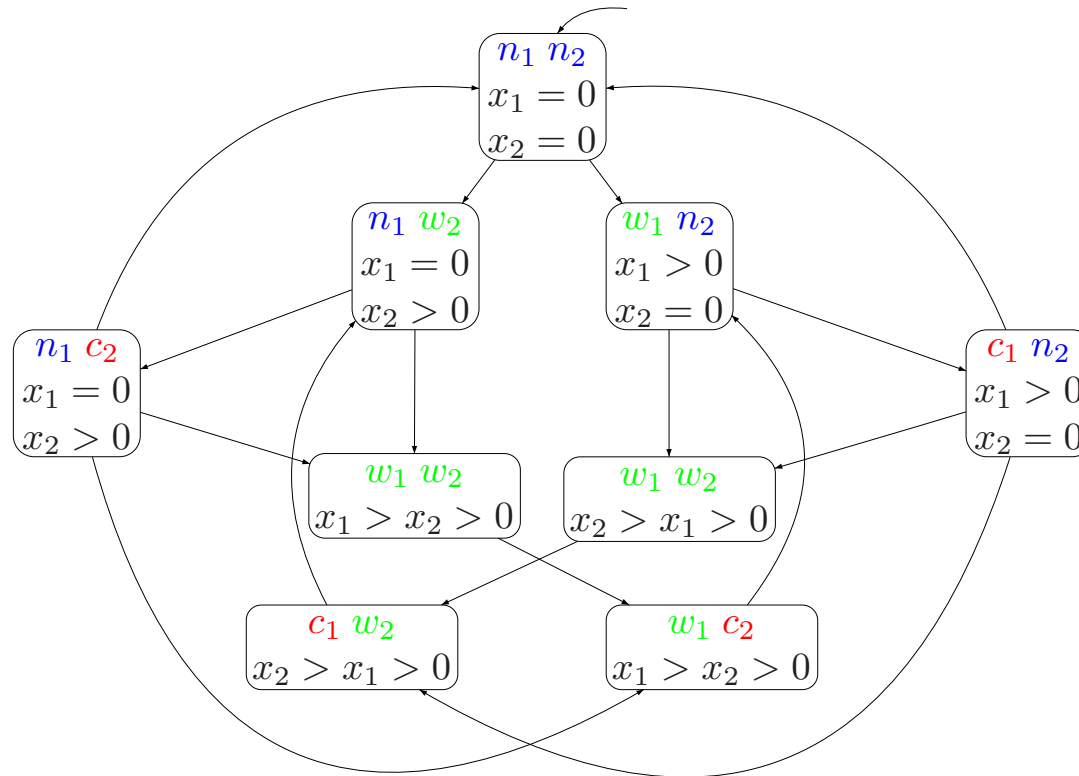 n₁ n₂
x₁ = 0
x₂ = 0
n₁ w₂
x₁ = 0
x₂ > 0
w₁ n₂
x₁ > 0
x₂ = 0
n₁ c₂
x₁ = 0
x₂ > 0
c₁ n₂
x₁ > 0
x₂ = 0
w₁ w₂
x₁ > x₂ > 0
w₁ w₂
x₂ > x₁ > 0
c₁ w₂
x₂ > x₁ > 0
w₁ c₂
x₁ > x₂ > 0